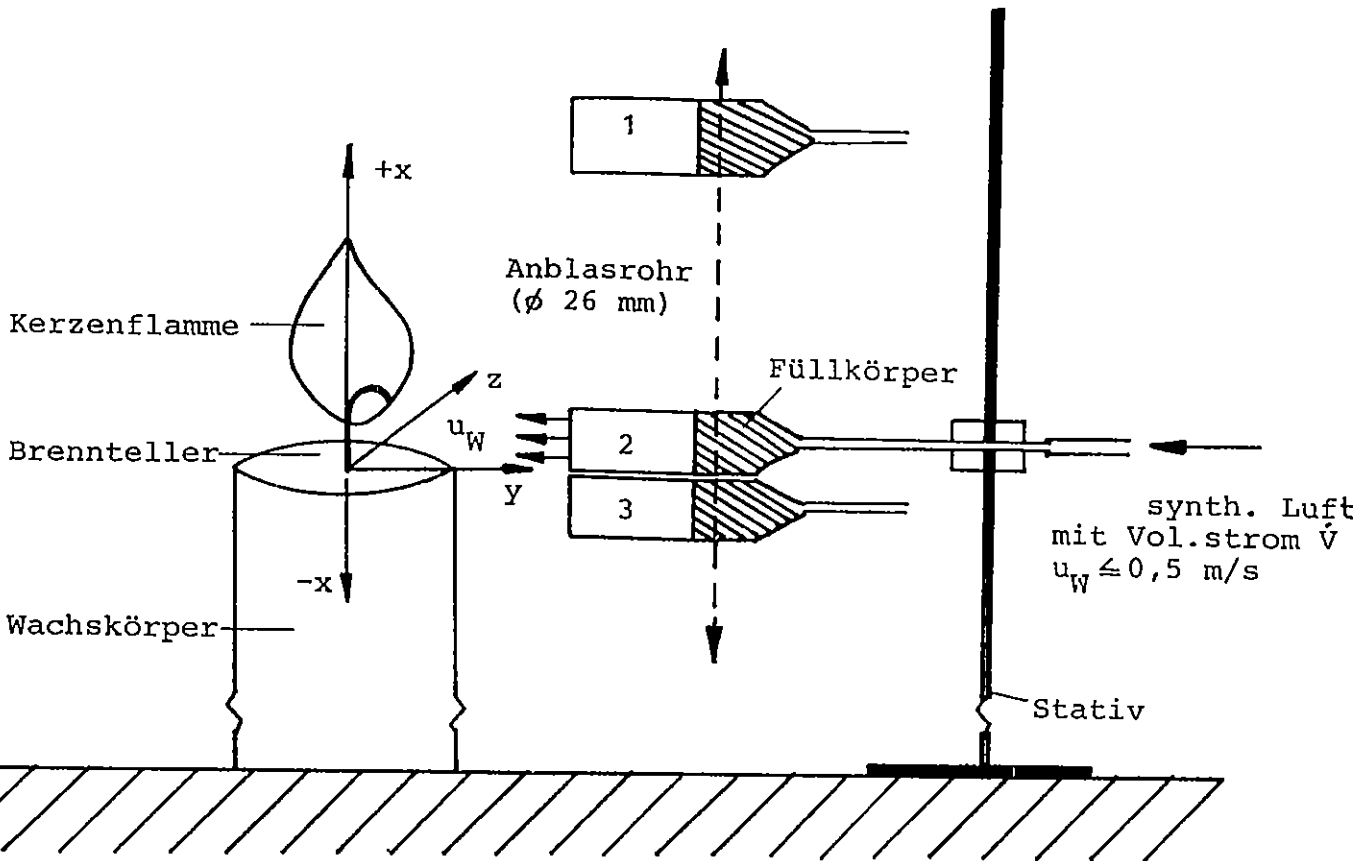 +x
1
Anblasrohr
(ϕ 26 mm)
Kerzenflamme
z
Füllkörper
u_W
2
Brennteller
y
3
synth. Luft
mit Vol.strom V̇
u_W ≦ 0,5 m/s
-x
Wachskörper
Stativ